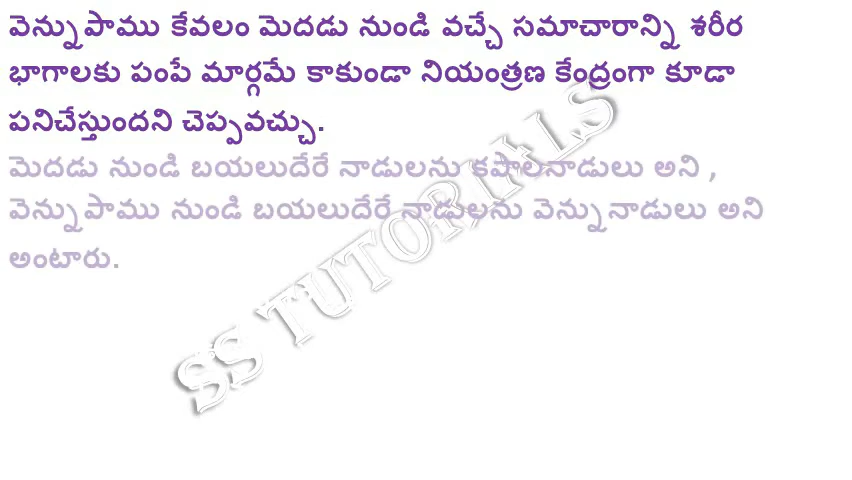 వెన్నుపాము కేవలం మెదడు నుండి వచ్చే సమాచారాన్ని శరీర
భాగాలకు పంపే మార్గమే కాకుండా నియంత్రణ కేంద్రంగా కూడా
పనిచేస్తుందని చెప్పవచ్చు.
మెదడు నుండి బయలుదేరే నాడులను కపాలనాడులు అని ,
వెన్నుపాము నుండి బయలుదేరే నాడులను వెన్నునాడులు అని
అంటారు.
SS TUTORIALS